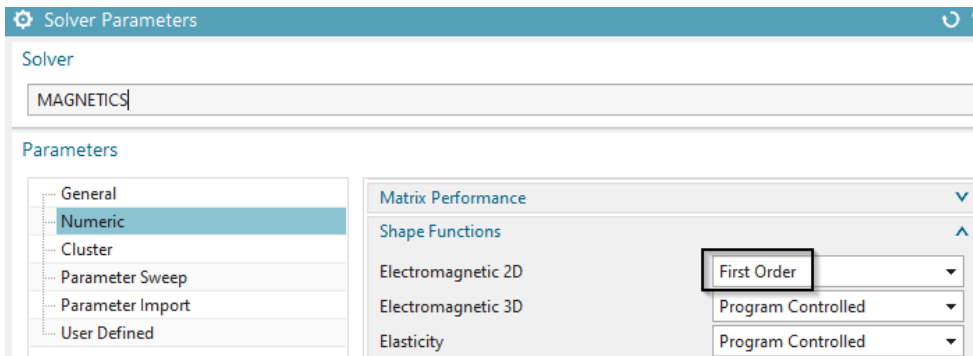 Solver Parameters
Solver
MAGNETICS
Parameters
General
Numeric
Cluster
Parameter Sweep
Parameter Import
User Defined
Matrix Performance
Shape Functions
Electromagnetic 2D First Order
Electromagnetic 3D Program Controlled
Elasticity Program Controlled